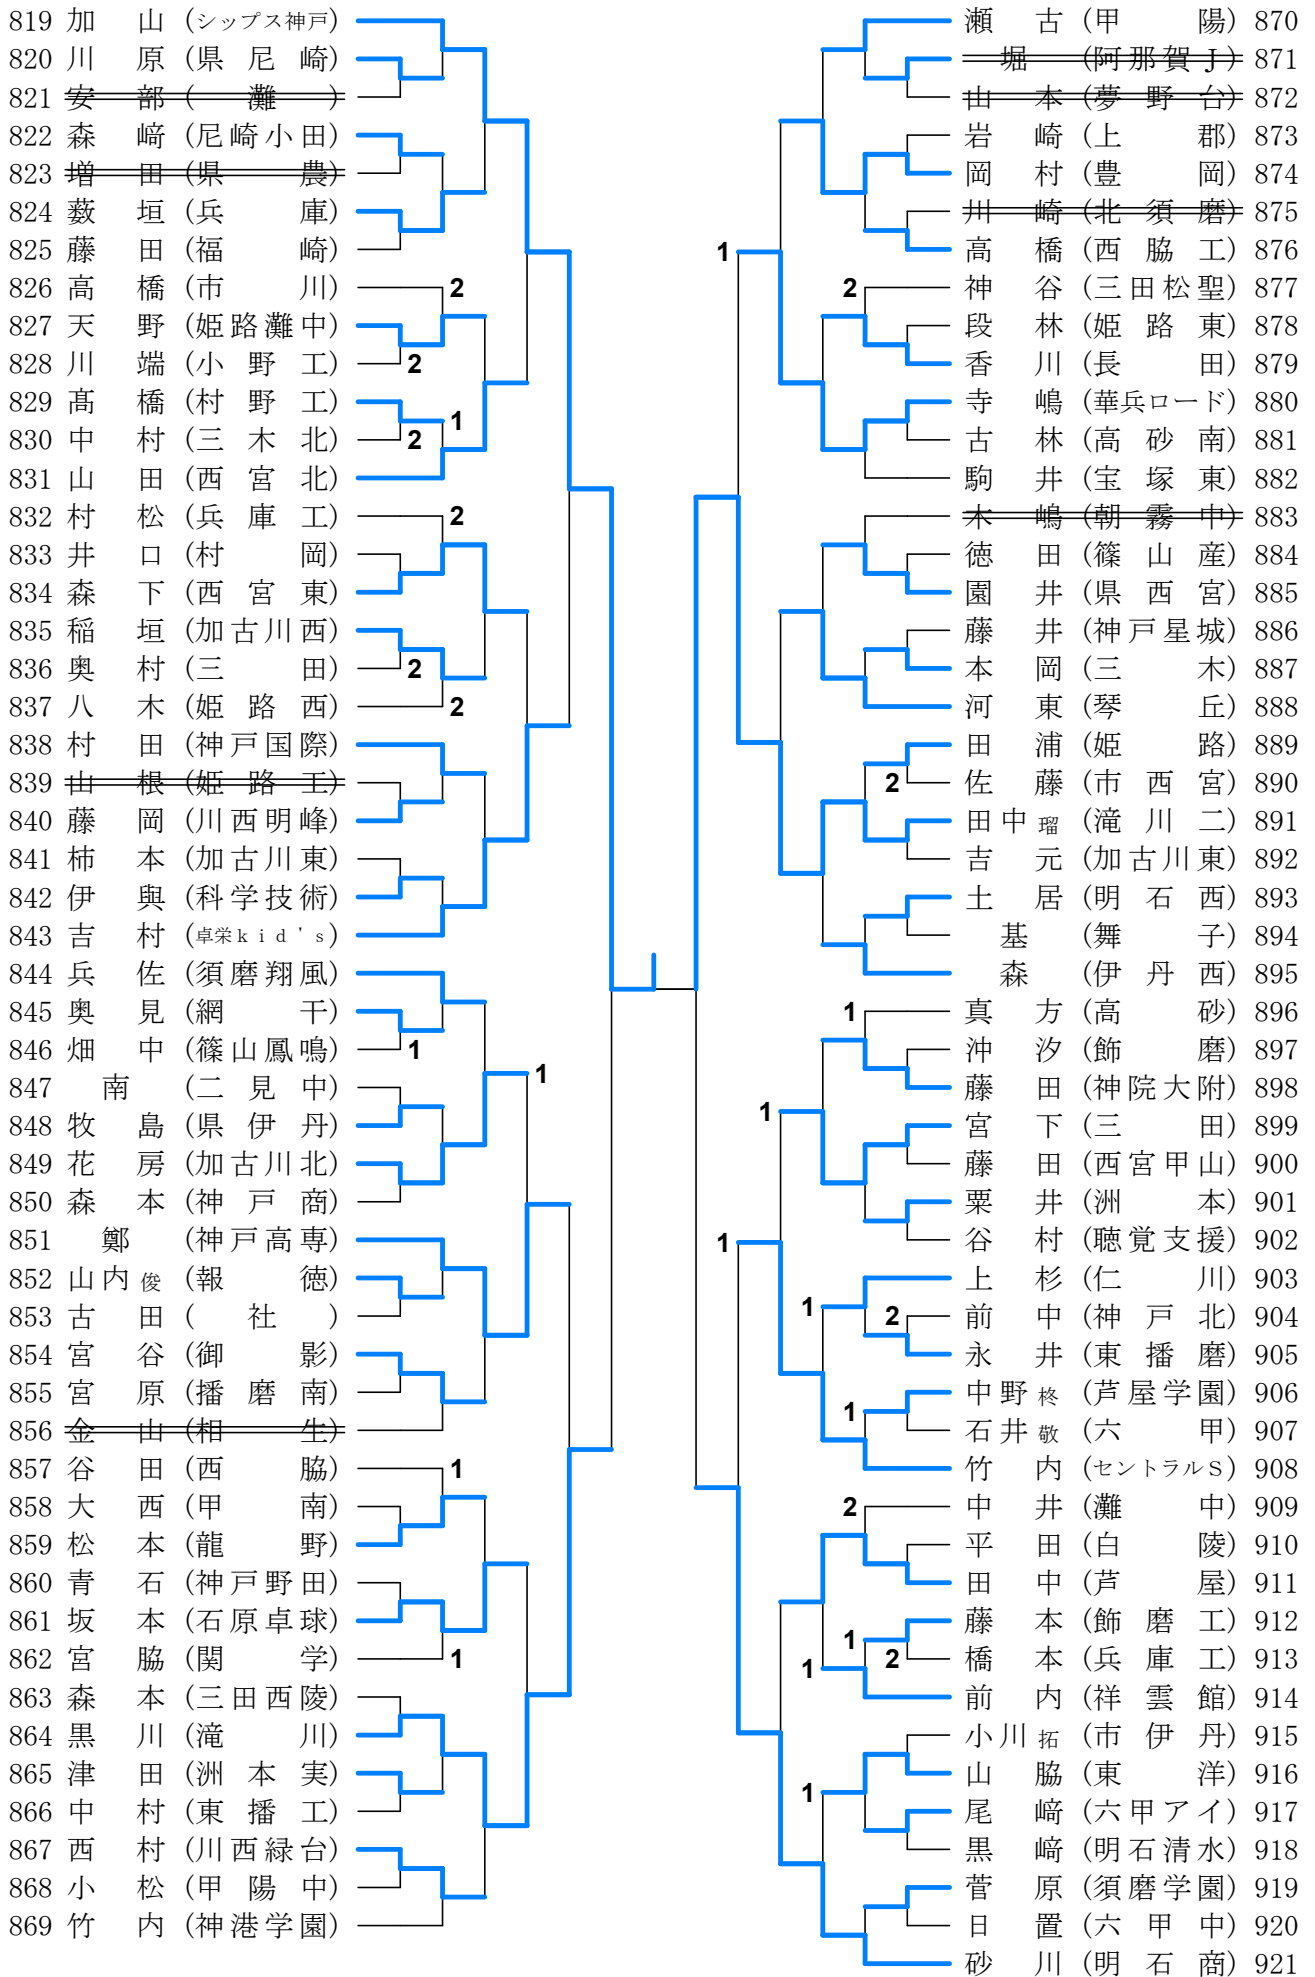 819 加山 (シップス神戸)
820 川原 (県尼崎)
821 安部 (灘)
822 森﨑 (尼崎小田)
823 増田 (県農)
824 薮垣 (兵庫)
825 藤田 (福崎)
826 高橋 (市川) 2
827 天野 (姫路灘中)
828 川端 (小野工) 2
829 髙橋 (村野工) 1
830 中村 (三木北) 2
831 山田 (西宮北)
832 村松 (兵庫工) 2
833 井口 (村岡)
834 森下 (西宮東)
835 稲垣 (加古川西)
836 奥村 (三田) 2
837 八木 (姫路西) 2
838 村田 (神戸国際)
839 山根 (姫路工)
840 藤岡 (川西明峰)
841 柿本 (加古川東)
842 伊與 (科学技術)
843 吉村 (卓栄kid's)
844 兵佐 (須磨翔風)
845 奥見 (網干)
846 畑中 (篠山鳳鳴) 1
847 南 (二見中) 1
848 牧島 (県伊丹)
849 花房 (加古川北)
850 森本 (神戸商)
851 鄭 (神戸高専)
852 山内俊 (報徳)
853 古田 (社)
854 宮谷 (御影)
855 宮原 (播磨南)
856 金山 (相生)
857 谷田 (西脇) 1
858 大西 (甲南)
859 松本 (龍野)
860 青石 (神戸野田)
861 坂本 (石原卓球)
862 宮脇 (関学) 1
863 森本 (三田西陵)
864 黒川 (滝川)
865 津田 (洲本実)
866 中村 (東播工)
867 西村 (川西緑台)
868 小松 (甲陽中)
869 竹内 (神港学園)
瀬古 (甲陽) 870
堀 (阿那賀J) 871
山本 (夢野台) 872
岩崎 (上郡) 873
岡村 (豊岡) 874
川崎 (北須磨) 875
1 高橋 (西脇工) 876
2 神谷 (三田松聖) 877
段林 (姫路東) 878
香川 (長田) 879
寺嶋 (華兵ロード) 880
古林 (高砂南) 881
駒井 (宝塚東) 882
木嶋 (朝霧中) 883
徳田 (篠山産) 884
園井 (県西宮) 885
藤井 (神戸星城) 886
本岡 (三木) 887
河東 (琴丘) 888
田浦 (姫路) 889
2 佐藤 (市西宮) 890
田中瑠 (滝川二) 891
吉元 (加古川東) 892
土居 (明石西) 893
基 (舞子) 894
森 (伊丹西) 895
1 真方 (高砂) 896
沖汐 (飾磨) 897
藤田 (神院大附) 898
1 宮下 (三田) 899
藤田 (西宮甲山) 900
粟井 (洲本) 901
1 谷村 (聴覚支援) 902
上杉 (仁川) 903
1 2 前中 (神戸北) 904
永井 (東播磨) 905
中野柊 (芦屋学園) 906
1 石井敬 (六甲) 907
竹内 (セントラルS) 908
2 中井 (灘中) 909
平田 (白陵) 910
田中 (芦屋) 911
藤本 (飾磨工) 912
1 1 2 橋本 (兵庫工) 913
前内 (祥雲館) 914
小川拓 (市伊丹) 915
山脇 (東洋) 916
1 尾﨑 (六甲アイ) 917
黒﨑 (明石清水) 918
菅原 (須磨学園) 919
日置 (六甲中) 920
砂川 (明石商) 921